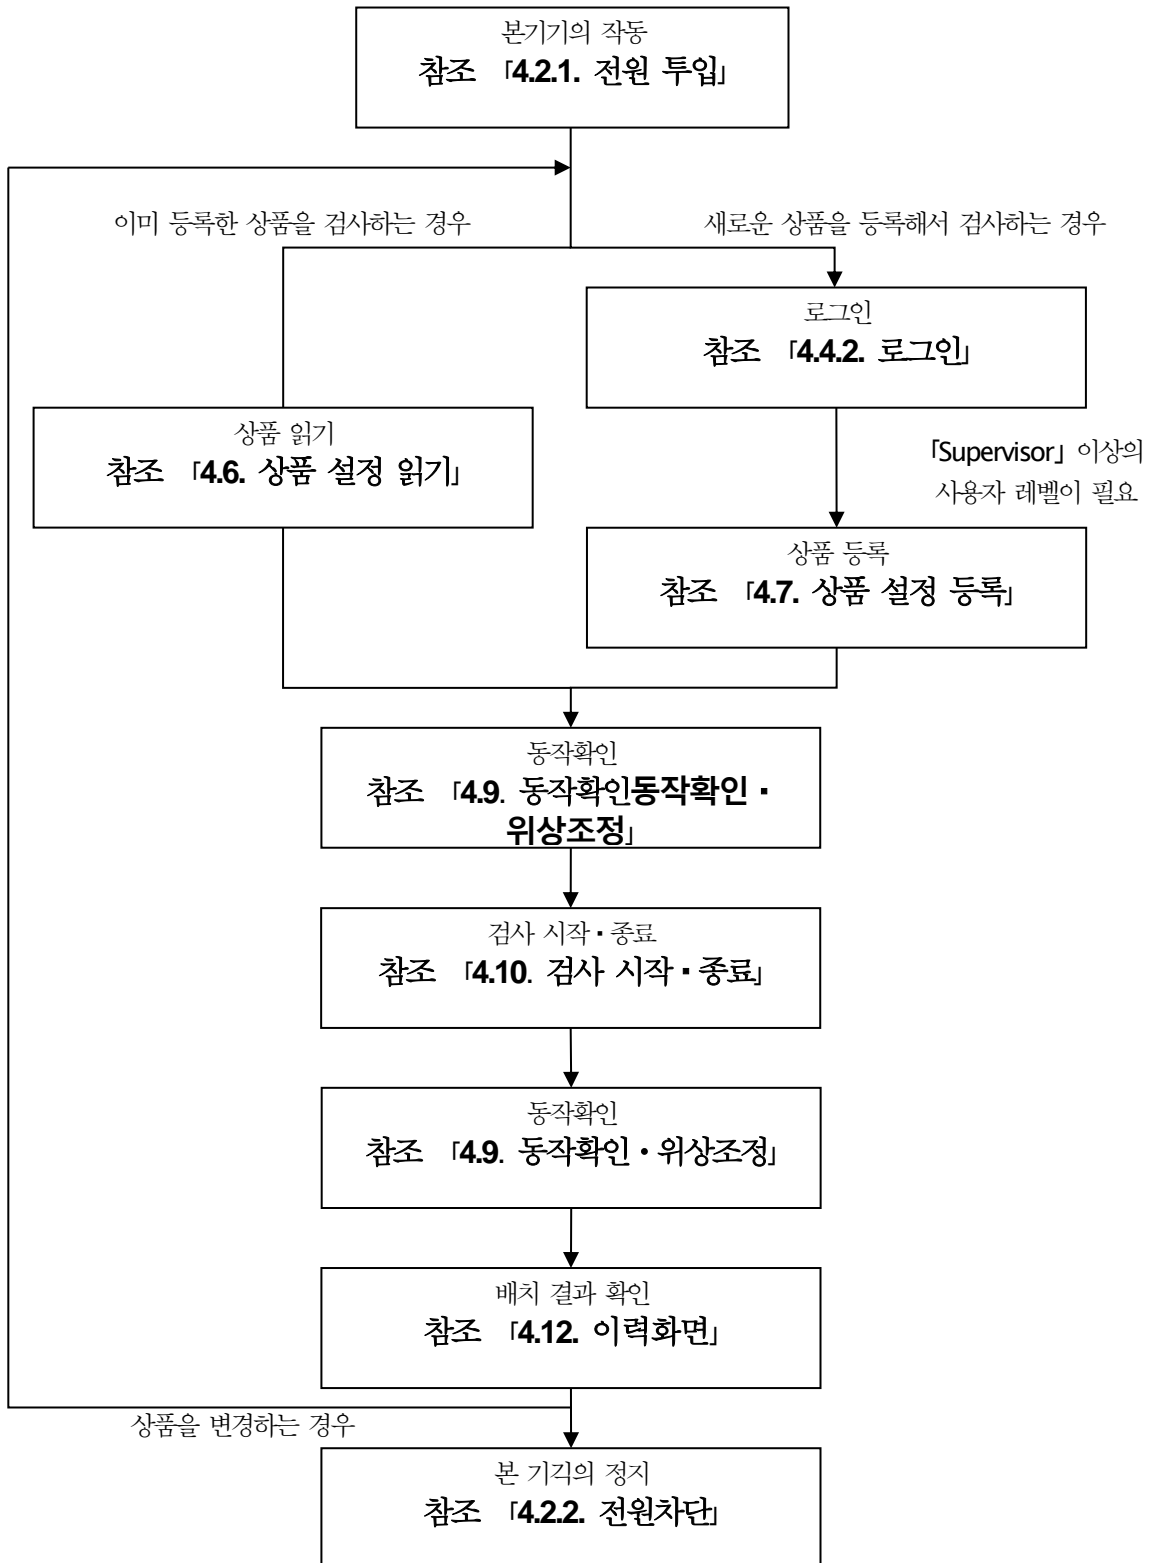 본기기의 작동
참조 「4.2.1. 전원 투입」
이미 등록한 상품을 검사하는 경우
새로운 상품을 등록해서 검사하는 경우
로그인
참조 「4.4.2. 로그인」
상품 읽기
참조 「4.6. 상품 설정 읽기」
「Supervisor」 이상의
사용자 레벨이 필요
상품 등록
참조 「4.7. 상품 설정 등록」
동작확인
참조 「4.9. 동작확인동작확인▪
위상조정」
검사 시작▪종료
참조 「4.10. 검사 시작▪종료」
동작확인
참조 「4.9. 동작확인・위상조정」
배치 결과 확인
참조 「4.12. 이력화면」
상품을 변경하는 경우
본 기긱의 정지
참조 「4.2.2. 전원차단」